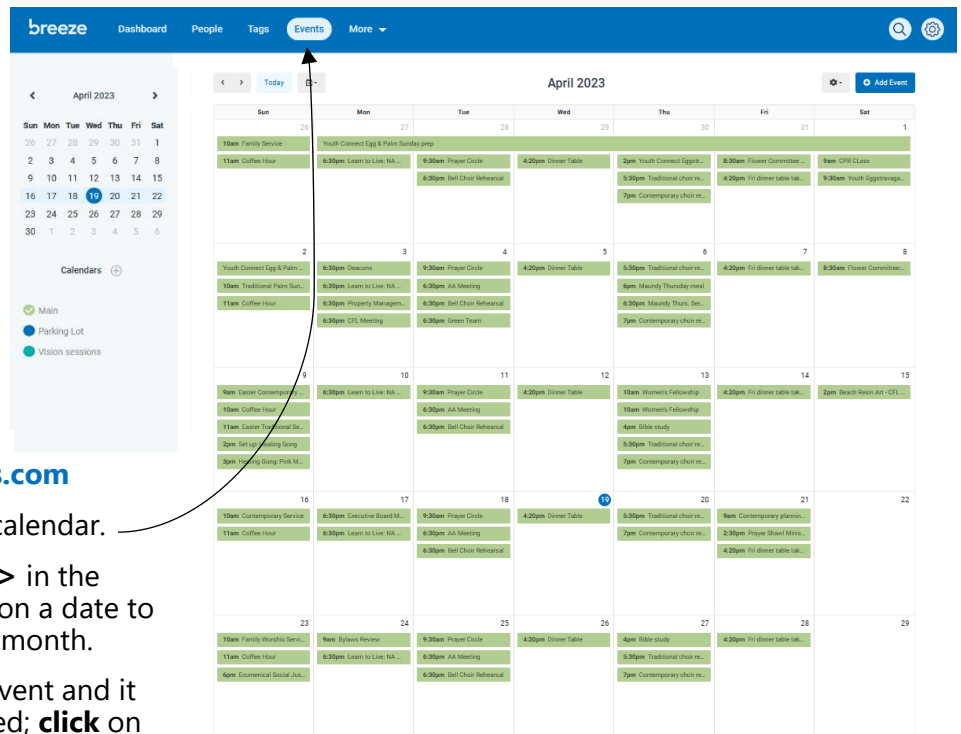 breeze Dashboard People Tags Events More
April 2023
Sun Mon Tue Wed Thu Fri Sat
26 27 28 29 30 31 1
2 3 4 5 6 7 8
9 10 11 12 13 14 15
16 17 18 19 20 21 22
23 24 25 26 27 28 29
30 1 2 3 4 5 6
Calendars
Main
Parking Lot
Vision sessions
Today April 2023 Add Event
Sun Mon Tue Wed Thu Fri Sat
26 27 28 29 30 31 1
10am Family Service Youth Connect Egg & Palm Sunday prep
11am Coffee Hour 6:30pm Learn to Live: NA ... 9:30am Prayer Circle 4:20pm Dinner Table 2pm Youth Connect Eggstr... 8:30am Flower Committee ... 9am CPR CLass
6:30pm Bell Choir Rehearsal 5:30pm Traditional choir re... 4:20pm Fri dinner table tak... 9:30am Youth Eggstravaga...
7pm Contemporary choir re...
2 3 4 5 6 7 8
Youth Connect Egg & Palm ... 6:30pm Deacons 9:30am Prayer Circle 4:20pm Dinner Table 5:30pm Traditional choir re... 4:20pm Fri dinner table tak... 8:30am Flower Committee...
10am Traditional Palm Sun... 6:30pm Learn to Live: NA ... 6:30pm AA Meeting 6pm Maundy Thursday meal
11am Coffee Hour 6:30pm Property Managem... 6:30pm Bell Choir Rehearsal 6:30pm Maundy Thurs. Ser...
6:30pm CFL Meeting 6:30pm Green Team 7pm Contemporary choir re...
9 10 11 12 13 14 15
9am Easter Contemporary ... 6:30pm Learn to Live: NA ... 9:30am Prayer Circle 4:20pm Dinner Table 10am Women's Fellowship 4:20pm Fri dinner table tak... 2pm Beach Resin Art - CFL ...
10am Coffee Hour 6:30pm AA Meeting 10am Women's Fellowship
11am Easter Traditional Se... 6:30pm Bell Choir Rehearsal 4pm Bible study
2pm Set up: Healing Gong 5:30pm Traditional choir re...
3pm Healing Gong: Pink M... 7pm Contemporary choir re...
16 17 18 19 20 21 22
10am Contemporary Service 6:30pm Executive Board M... 9:30am Prayer Circle 4:20pm Dinner Table 5:30pm Traditional choir re... 9am Contemporary plannin...
11am Coffee Hour 6:30pm Learn to Live: NA ... 6:30pm AA Meeting 7pm Contemporary choir re... 2:30pm Prayer Shawl Minis...
6:30pm Bell Choir Rehearsal 4:20pm Fri dinner table tak...
23 24 25 26 27 28 29
10am Family Worship Servi... 9am Bylaws Review 9:30am Prayer Circle 4:20pm Dinner Table 4pm Bible study 4:20pm Fri dinner table tak...
11am Coffee Hour 6:30pm Learn to Live: NA ... 6:30pm AA Meeting 5:30pm Traditional choir re...
6pm Ecumenical Social Jus... 6:30pm Bell Choir Rehearsal 7pm Contemporary choir re...
s.com
calendar.
> in the
on a date to
month.
vent and it
ed; click on